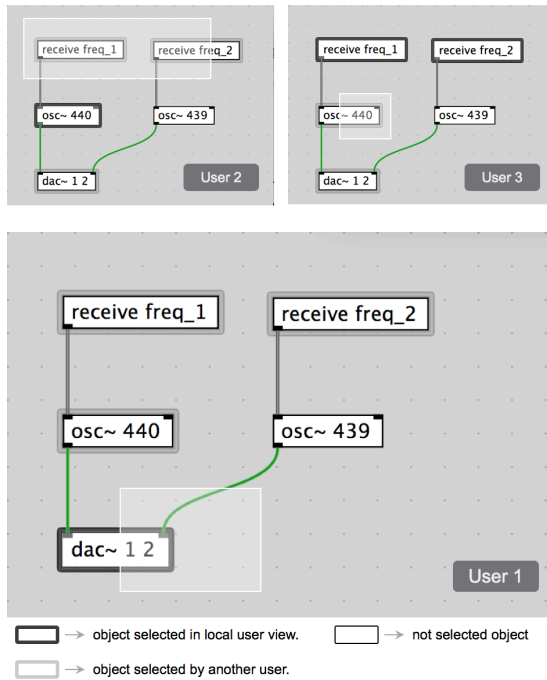 receive freq_1
receive freq_2
osc~ 440
osc~ 439
dac~ 1 2
User 2
receive freq_1
receive freq_2
osc~ 440
osc~ 439
dac~ 1 2
User 3
receive freq_1
receive freq_2
osc~ 440
osc~ 439
dac~ 1 2
User 1
object selected in local user view.
not selected object
object selected by another user.